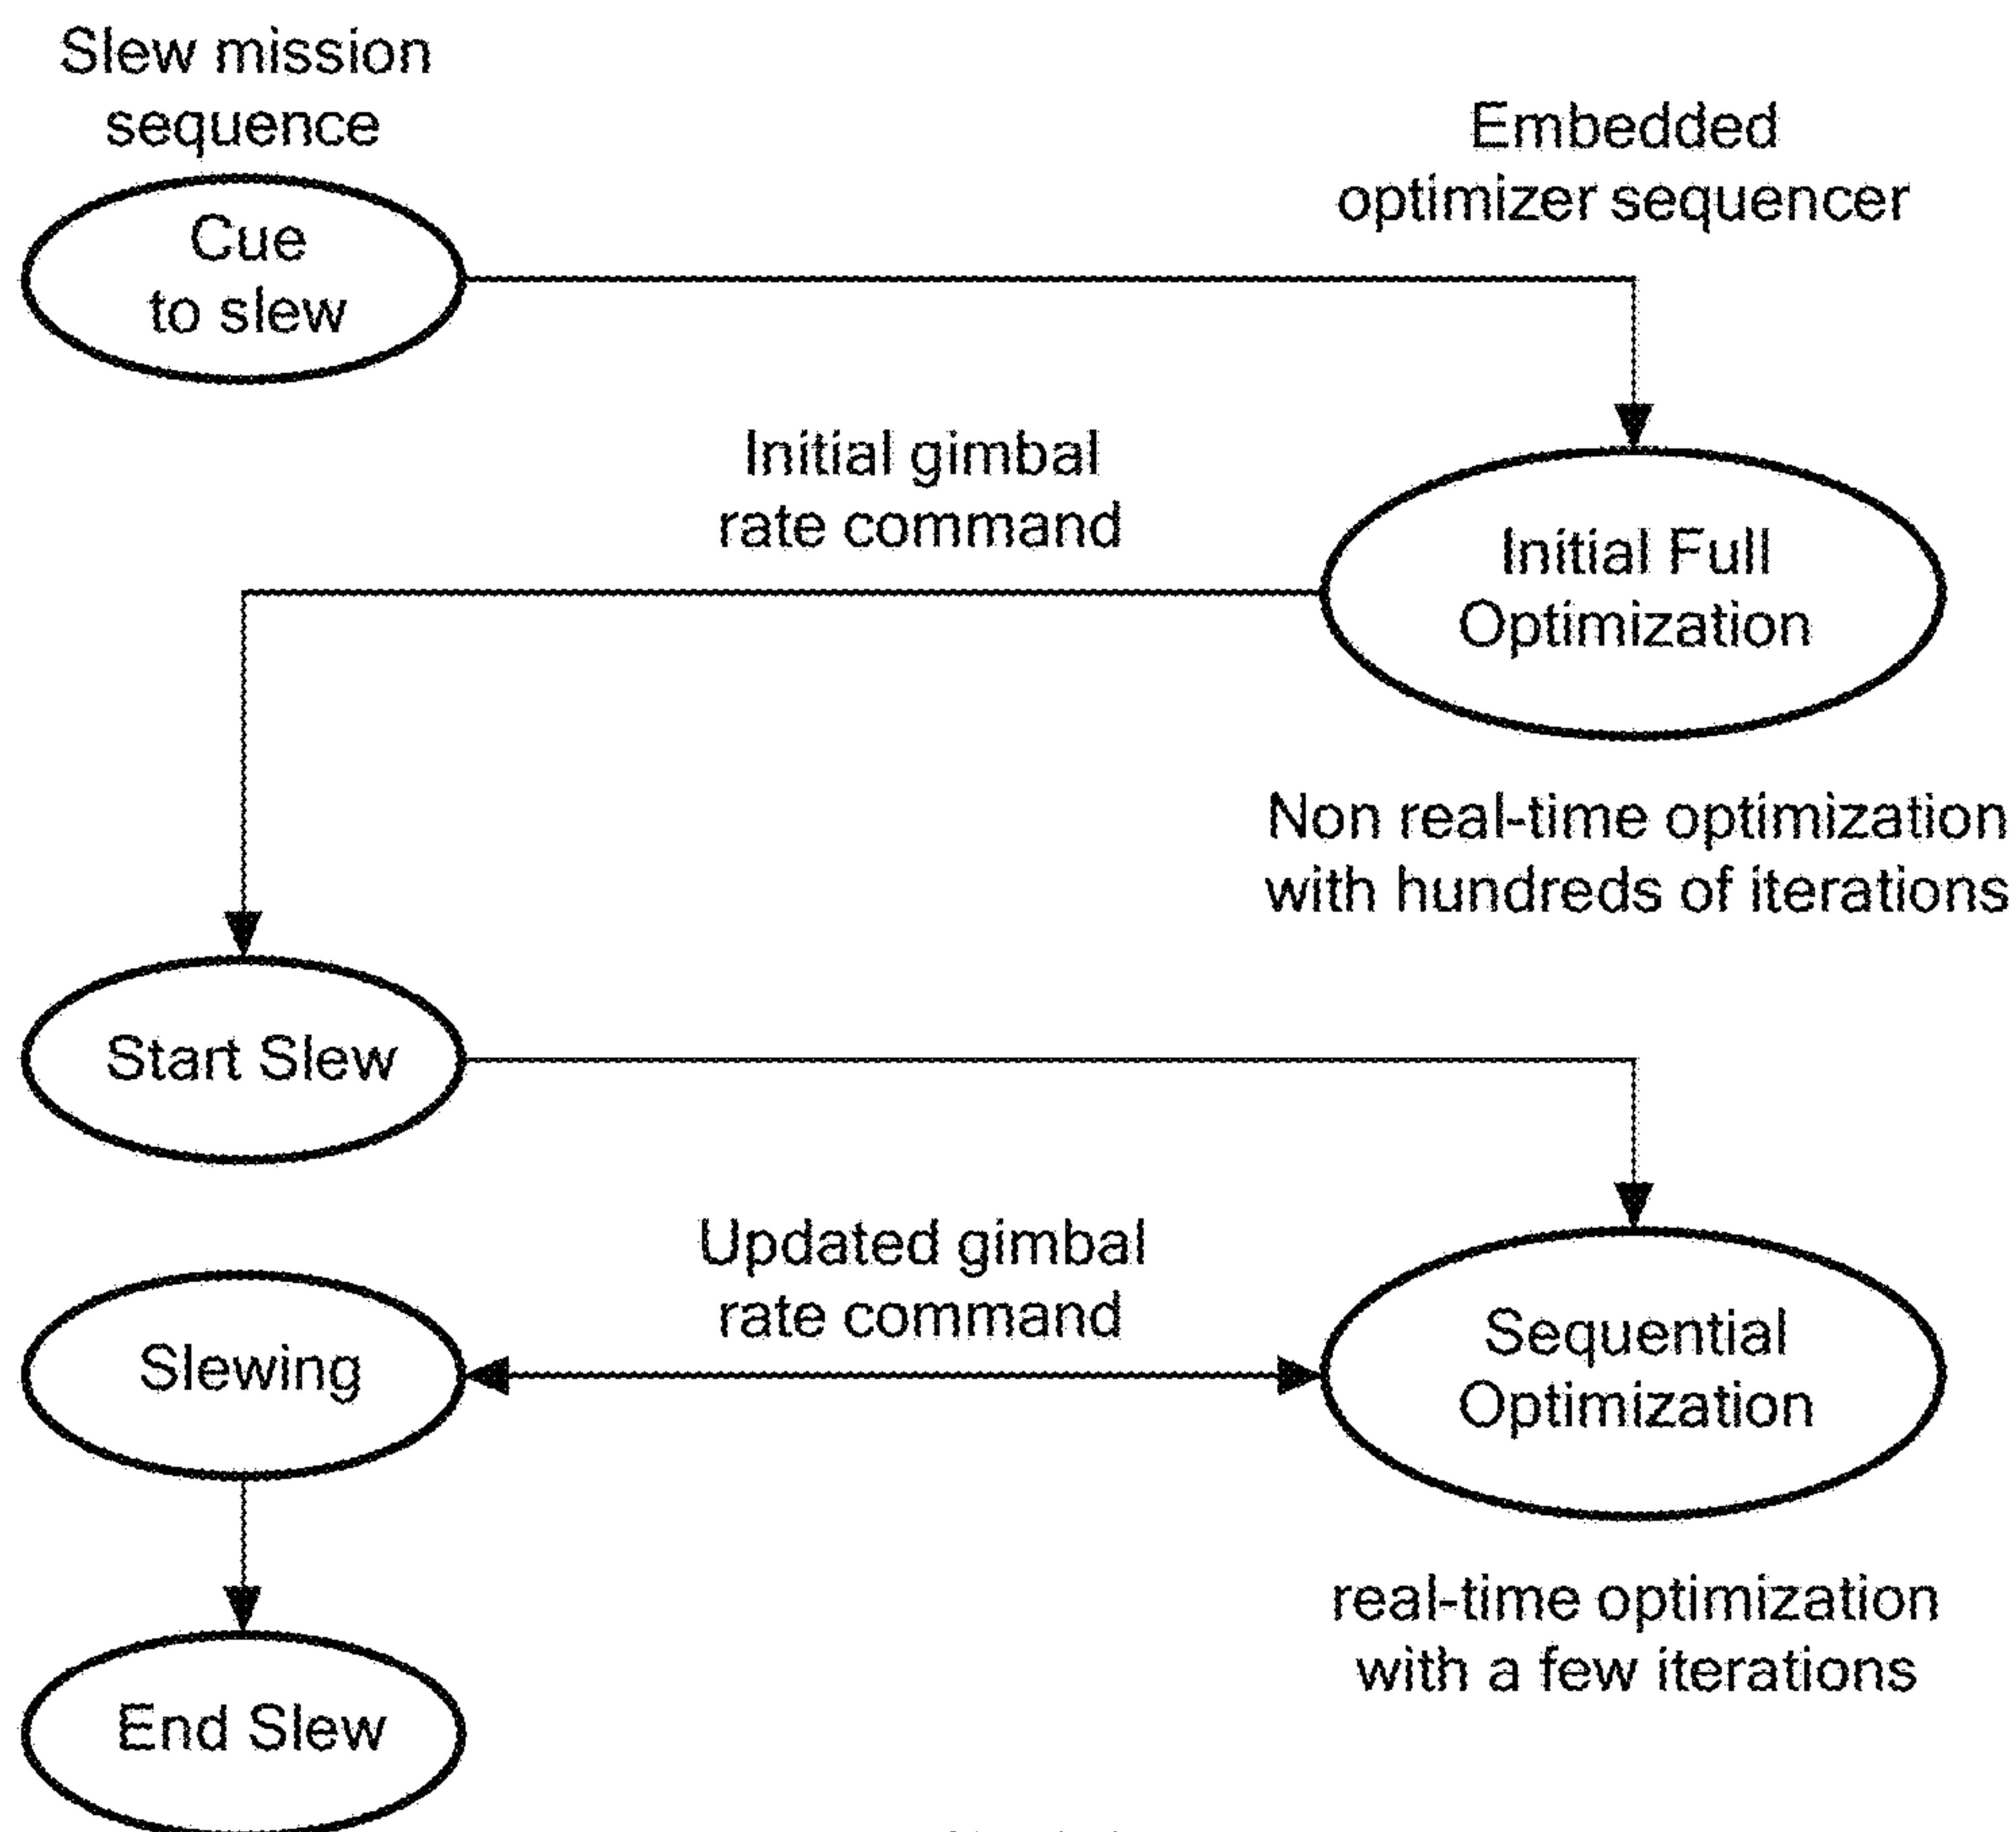 Slew mission
sequence
Embedded
optimizer sequencer
Cue
to slew
Initial gimbal
rate command
Initial Full
Optimization
Non real-time optimization
with hundreds of iterations
Start Slew
Updated gimbal
rate command
Slewing
Sequential
Optimization
real-time optimization
with a few iterations
End Slew